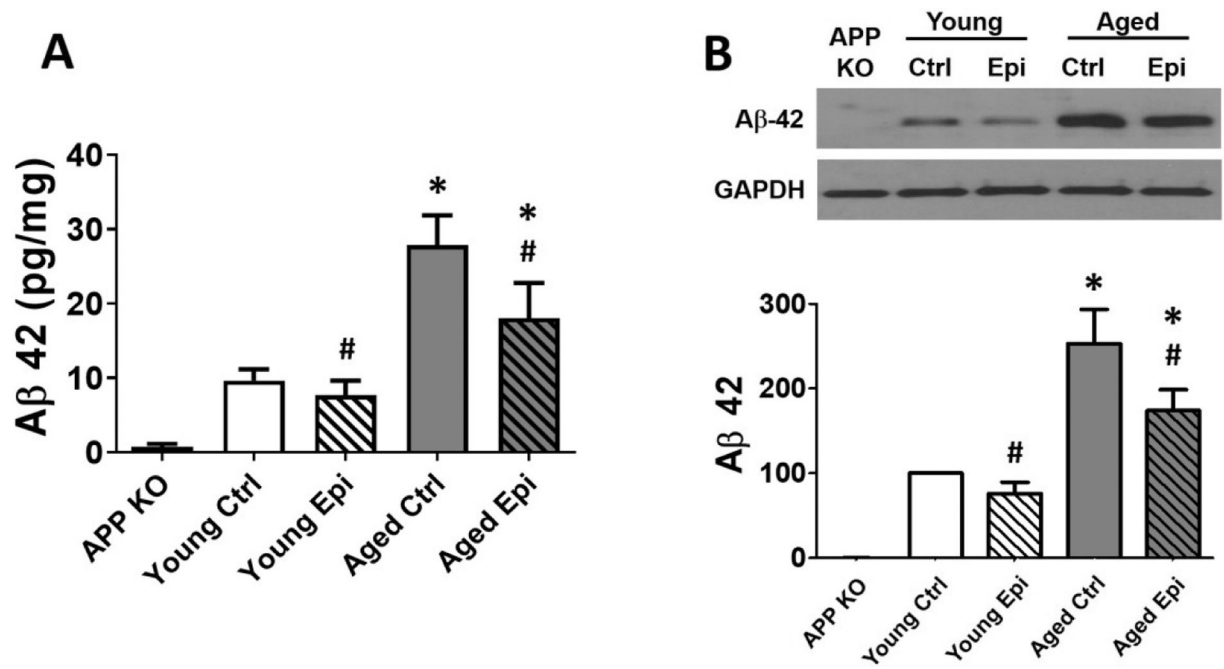 A
Aβ 42 (pg/mg)
40
30
20
10
0
*
*
#
#
APP KO
Young Ctrl
Young Epi
Aged Ctrl
Aged Epi
B
APP
KO
Young
Aged
Ctrl
Epi
Ctrl
Epi
Aβ-42
GAPDH
Aβ 42
300
200
100
0
*
*
#
#
APP KO
Young Ctrl
Young Epi
Aged Ctrl
Aged Epi